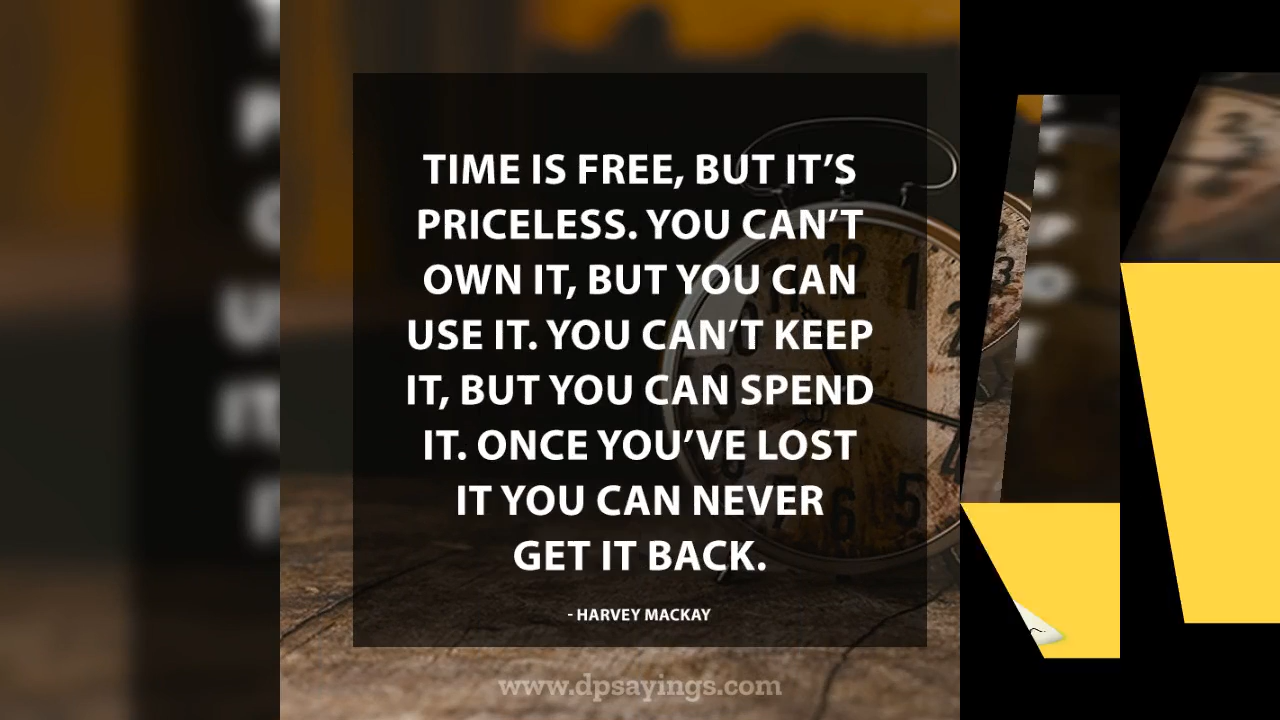 TIME IS FREE, BUT IT’S
PRICELESS. YOU CAN’T
OWN IT, BUT YOU CAN
USE IT. YOU CAN’T KEEP
IT, BUT YOU CAN SPEND
IT. ONCE YOU’VE LOST
IT YOU CAN NEVER
GET IT BACK.
- HARVEY MACKAY
www.dpsayings.com